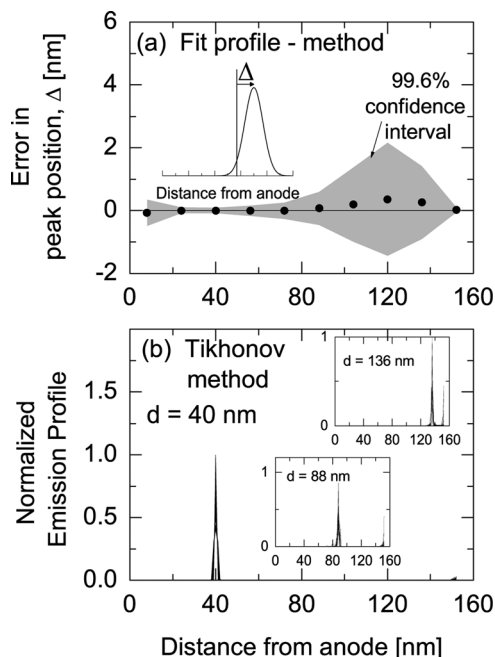 (a) Fit profile - method
6
4
2
0
-2
Error in
peak position, Δ [nm]
Δ
Distance from anode
99.6%
confidence
interval
0 40 80 120 160
(b) Tikhonov
method
d = 40 nm
Normalized
Emission Profile
1.5
1.0
0.5
0.0
1
0
d = 136 nm
0 40 80 120 160
1
0
d = 88 nm
0 40 80 120 160
0 40 80 120 160
Distance from anode [nm]